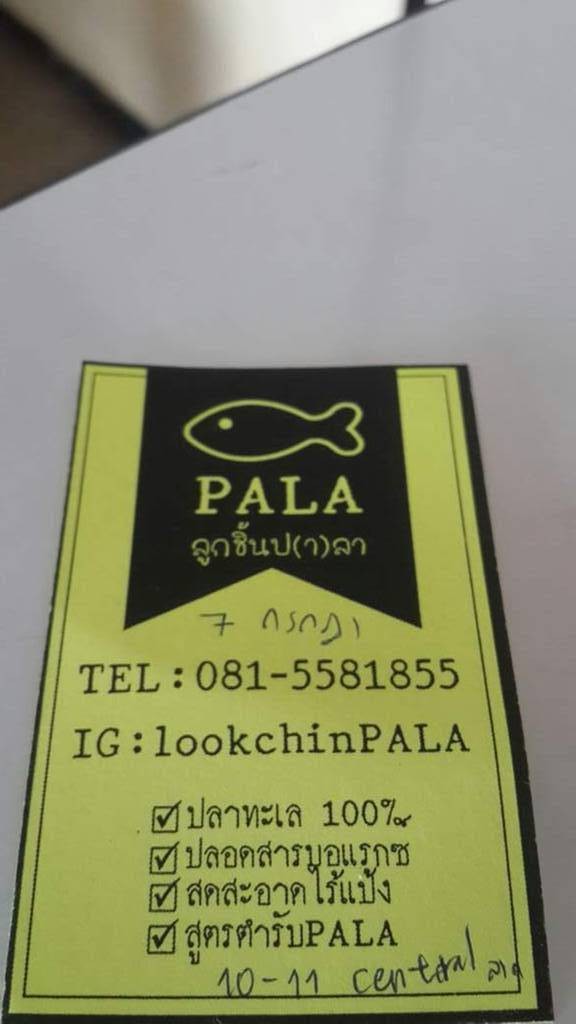 PALA
ลูกชิ้นป(า)ลา
7 กรกฎา
TEL:081-5581855
IG:lookchinPALA
☑ปลาทะเล 100%
☑ปลอดสารบอแรกซ
☑สดสะอาดไร้แป้ง
☑สูตรตำรับPALA
10-11 central